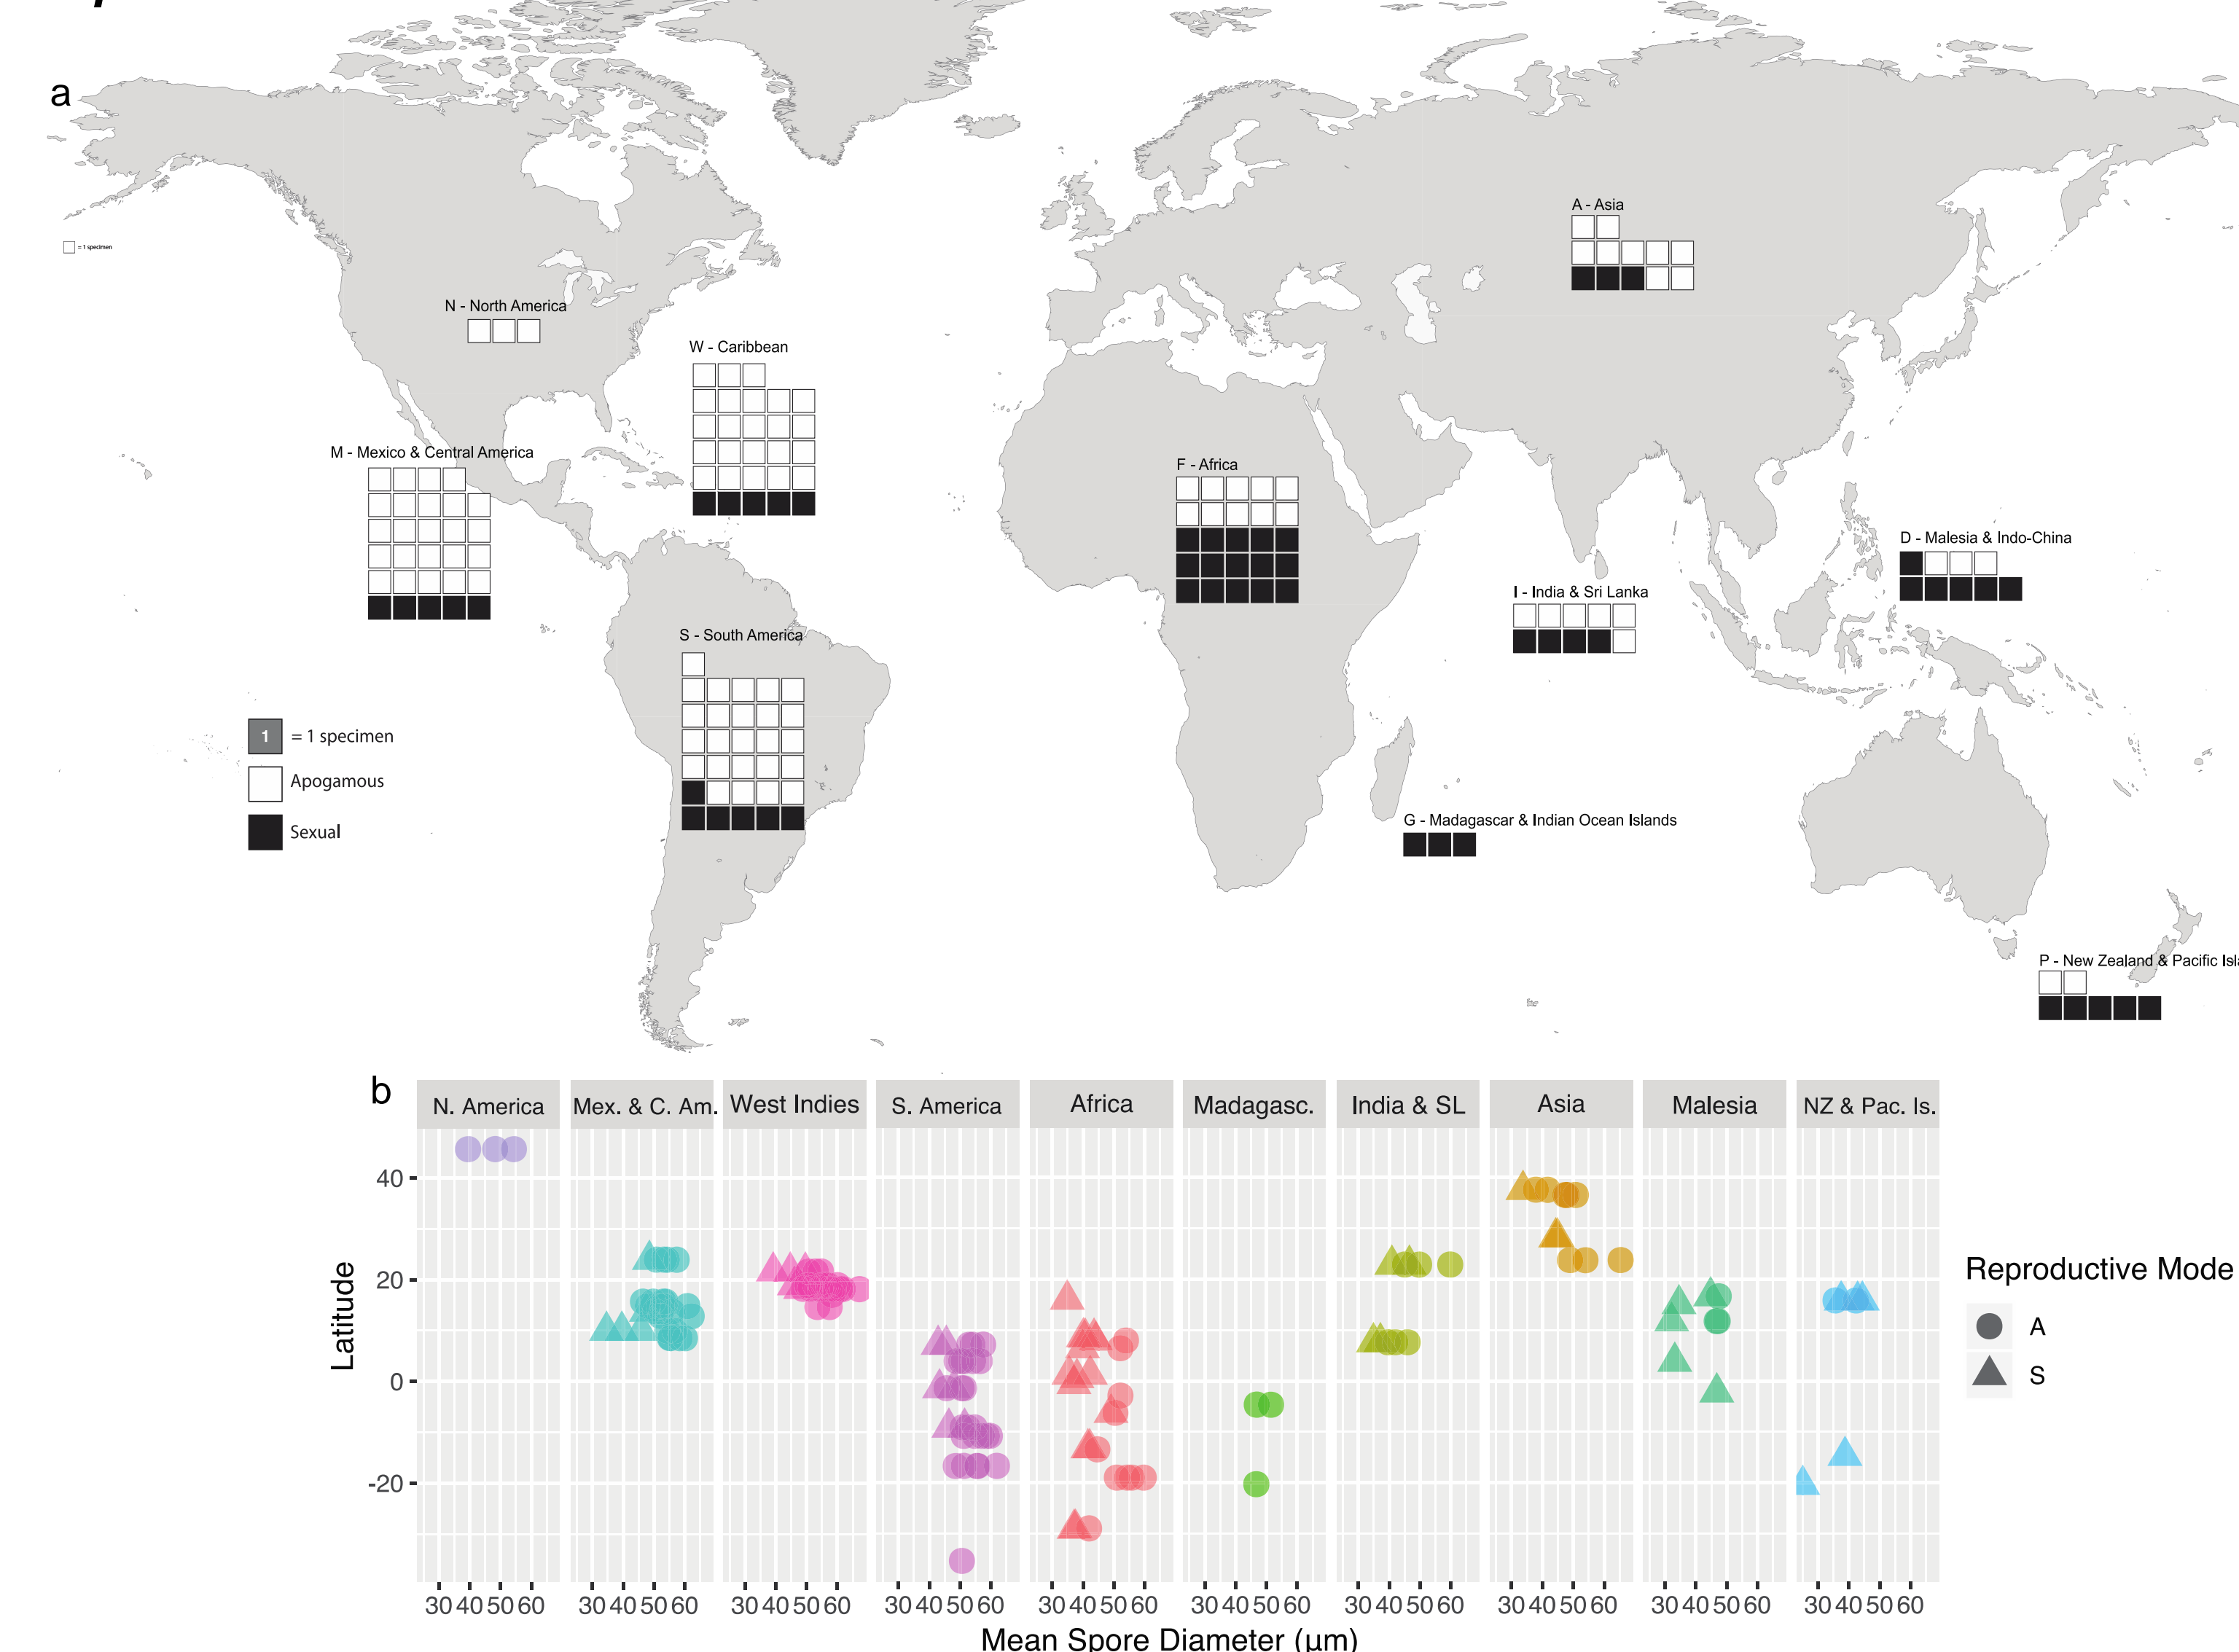 a
A - Asia
= 1 specimen
N - North America
W - Caribbean
M - Mexico & Central America
F - Africa
D - Malesia & Indo-China
I - India & Sri Lanka
S - South America
1 = 1 specimen
Apogamous
Sexual
G - Madagascar & Indian Ocean Islands
P - New Zealand & Pacific Isl
b
N. America Mex. & C. Am. West Indies S. America Africa Madagasc. India & SL Asia Malesia NZ & Pac. Is.
40
20
0
-20
Latitude
30 40 50 60 30 40 50 60 30 40 50 60 30 40 50 60 30 40 50 60 30 40 50 60 30 40 50 60 30 40 50 60 30 40 50 60 30 40 50 60
Mean Spore Diameter (µm)
Reproductive Mode
A
S